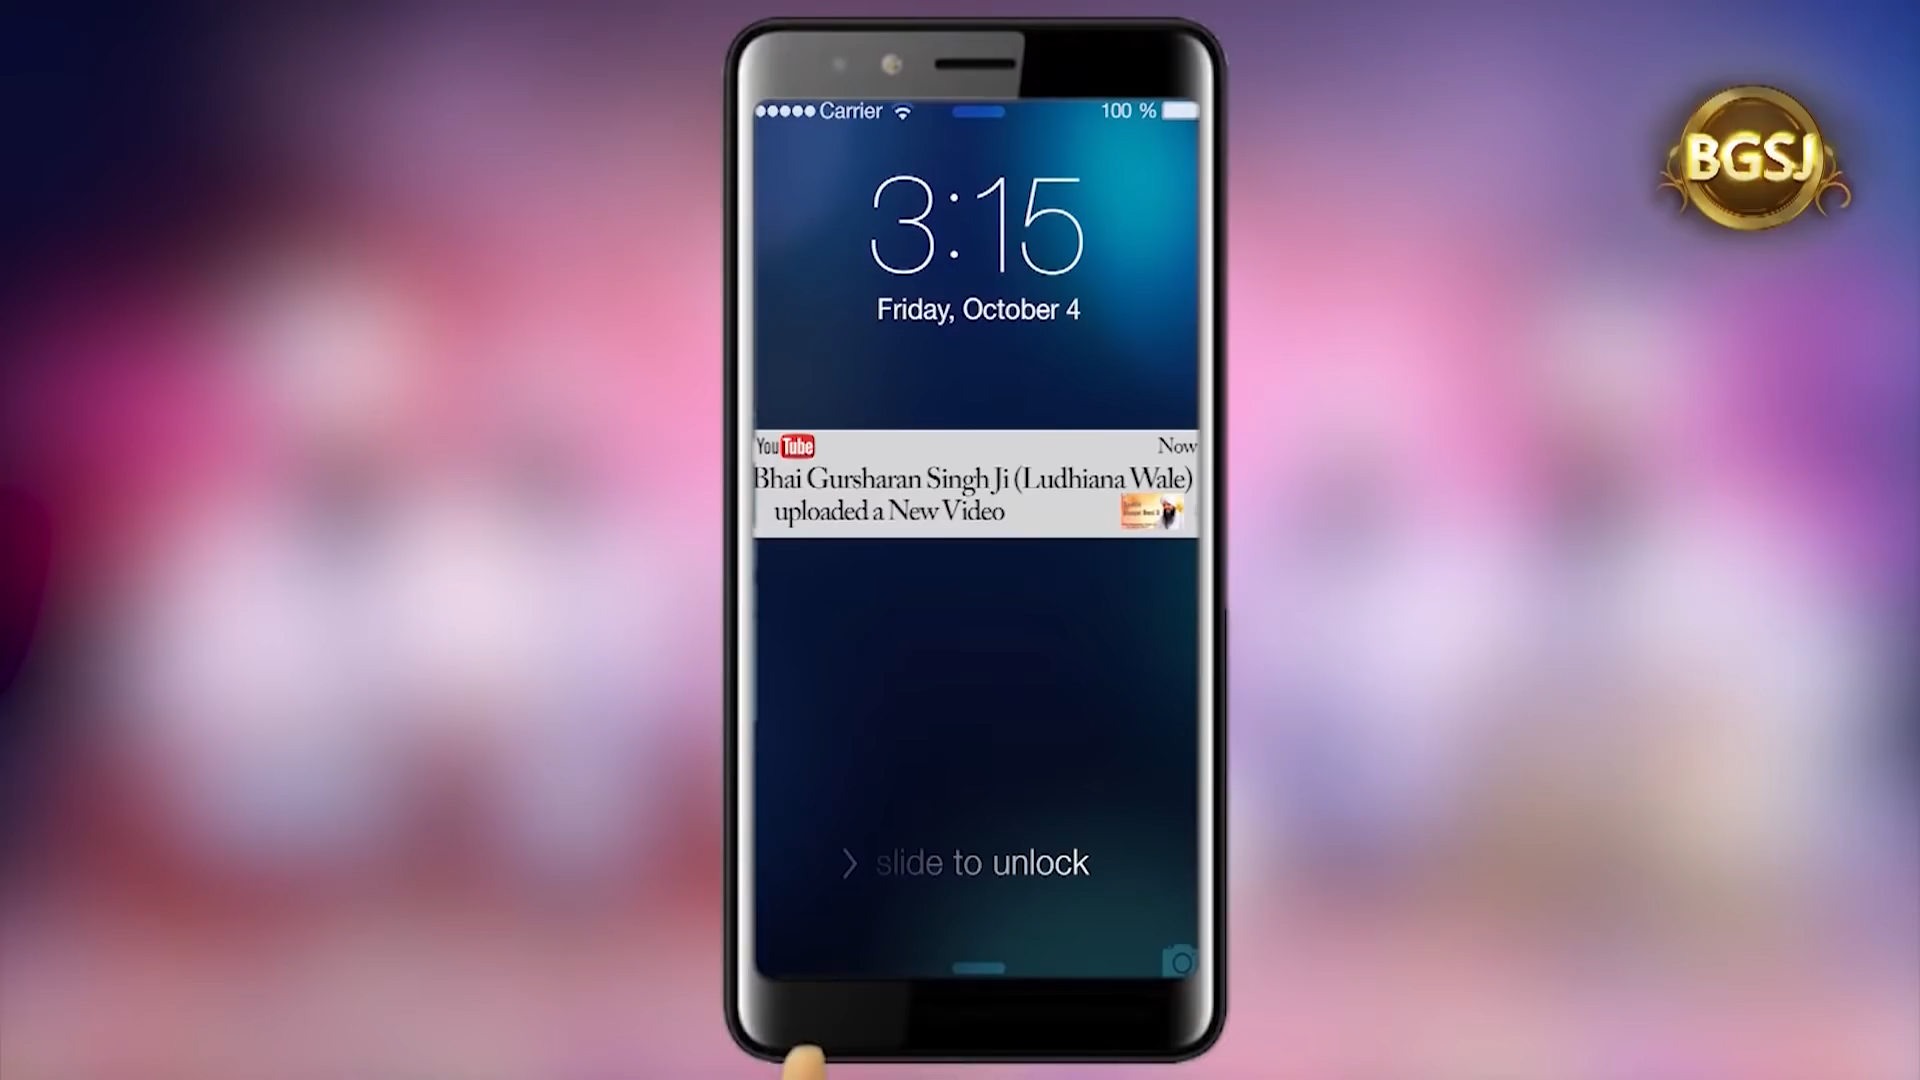 Carrier
100 %
BGSJ
3:15
Friday, October 4
YouTube
Now
Bhai Gursharan Singh Ji (Ludhiana Wale)
uploaded a New Video
slide to unlock